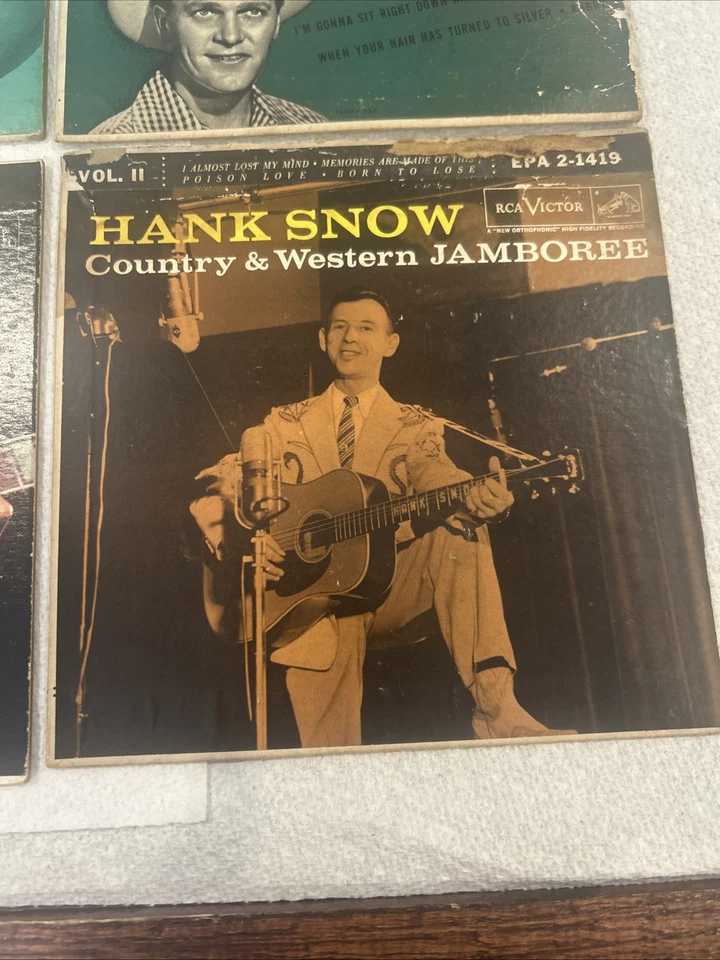 I'M GONNA SIT RIGHT DOWN
WHEN YOUR HAIR HAS TURNED TO SILVER •
VOL. II
I ALMOST LOST MY MIND • MEMORIES ARE MADE OF THIS
POISON LOVE • BORN TO LOSE
EPA 2-1419
HANK SNOW
RCA VICTOR
A "NEW ORTHOPHONIC" HIGH FIDELITY RECORDING
Country & Western JAMBOREE
HANK SNOW